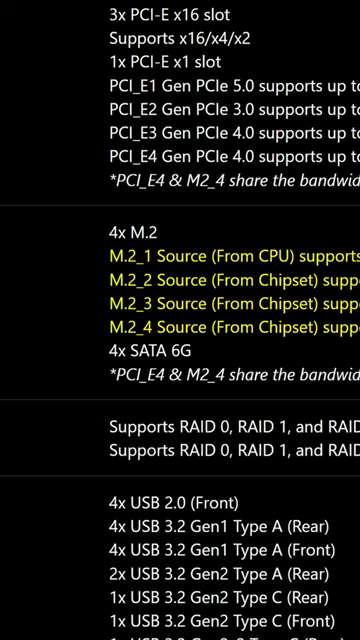 3x PCI-E x16 slot
Supports x16/x4/x2
1x PCI-E x1 slot
PCI_E1 Gen PCIe 5.0 supports up to
PCI_E2 Gen PCIe 3.0 supports up to
PCI_E3 Gen PCIe 4.0 supports up to
PCI_E4 Gen PCIe 4.0 supports up to
*PCI_E4 & M2_4 share the bandwid
4x M.2
M.2_1 Source (From CPU) supports
M.2_2 Source (From Chipset) supp
M.2_3 Source (From Chipset) supp
M.2_4 Source (From Chipset) supp
4x SATA 6G
*PCI_E4 & M2_4 share the bandwid
Supports RAID 0, RAID 1, and RAID
Supports RAID 0, RAID 1, and RAID
4x USB 2.0 (Front)
4x USB 3.2 Gen1 Type A (Rear)
4x USB 3.2 Gen1 Type A (Front)
2x USB 3.2 Gen2 Type A (Rear)
1x USB 3.2 Gen2 Type C (Rear)
1x USB 3.2 Gen2 Type C (Front)